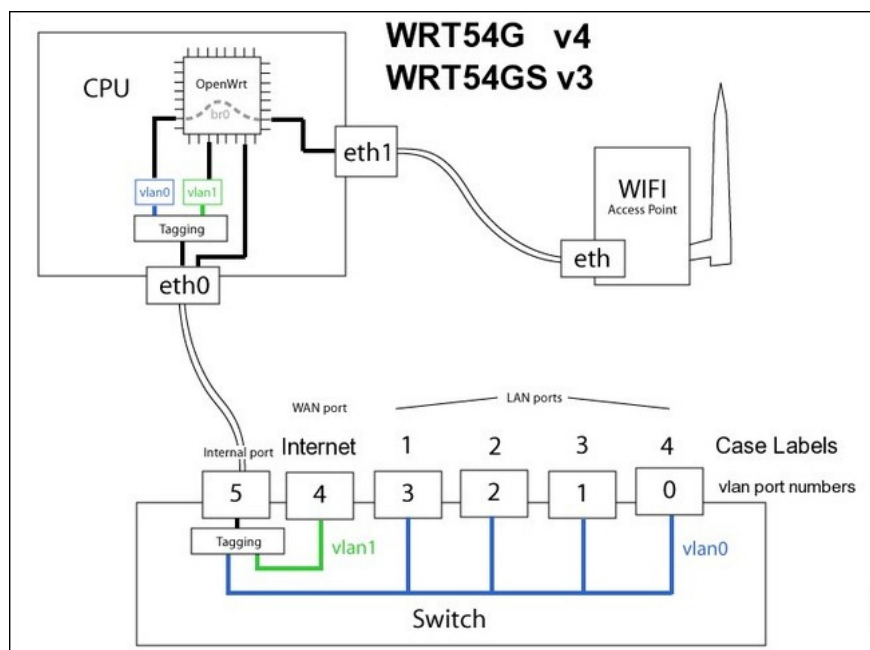 WRT54G v4
WRT54GS v3
CPU
OpenWrt
br0
eth1
vlan0 vlan1
Tagging
eth0
WIFI
Access Point
eth
WAN port
LAN ports
Internal port
Internet 1 2 3 4 Case Labels
5 4 3 2 1 0 vlan port numbers
Tagging
vlan1
vlan0
Switch